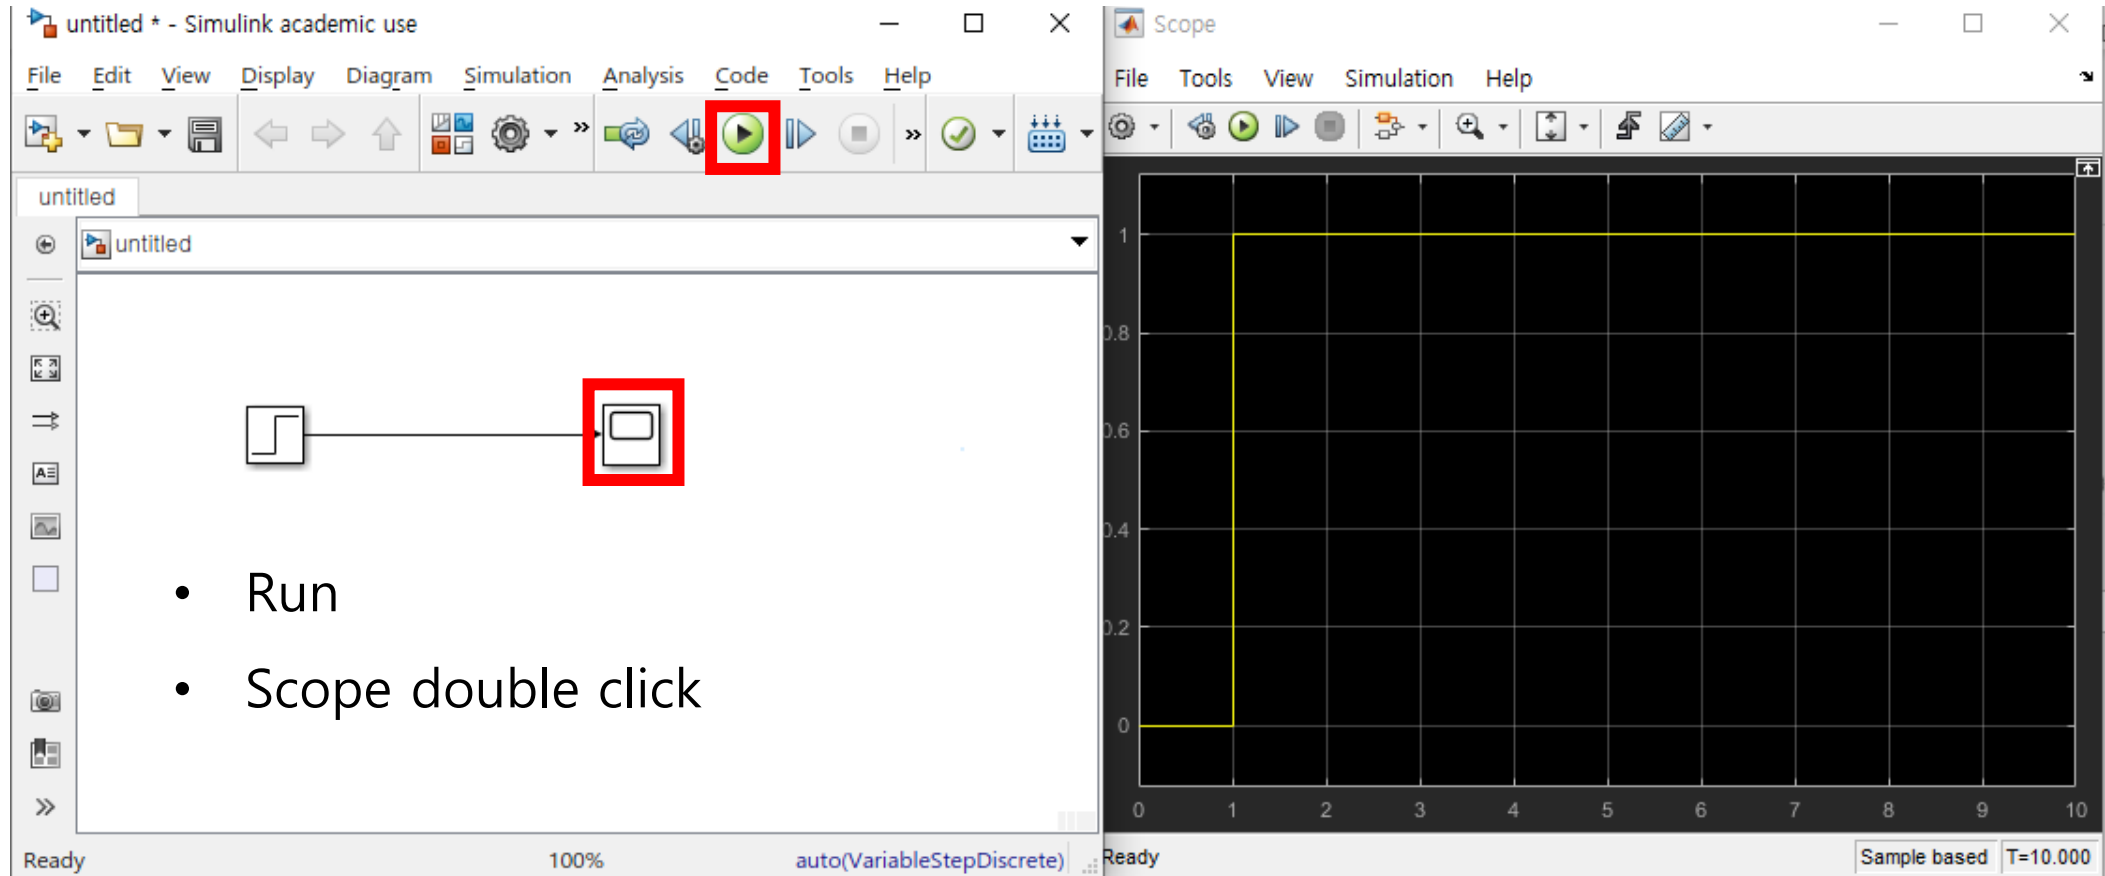 untitled * - Simulink academic use
File Edit View Display Diagram Simulation Analysis Code Tools Help
untitled
untitled
• Run
• Scope double click
Ready 100% auto(VariableStepDiscrete)
Scope
File Tools View Simulation Help
1
0.8
0.6
0.4
0.2
0
0 1 2 3 4 5 6 7 8 9 10
Ready Sample based T=10.000